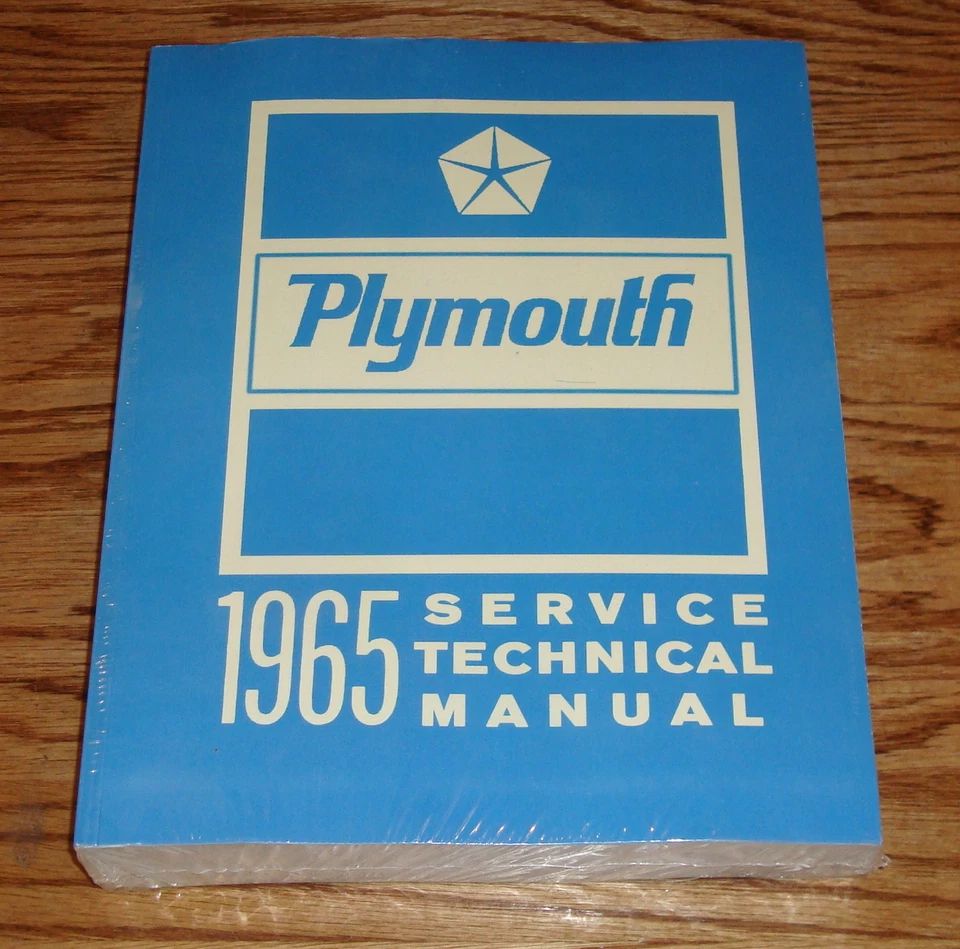 Plymouth
1965 SERVICE
TECHNICAL
MANUAL